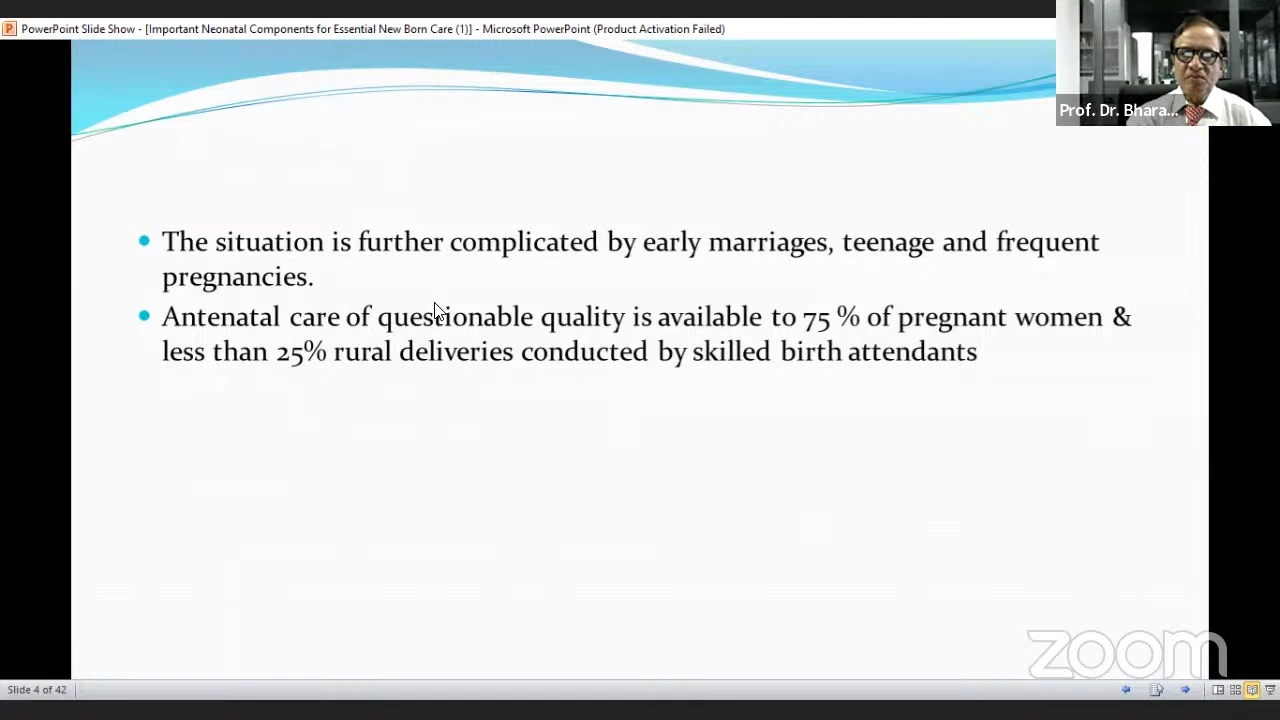 PowerPoint Slide Show - [Important Neonatal Components for Essential New Born Care (1)] - Microsoft PowerPoint (Product Activation Failed)
Prof. Dr. Bhara...
The situation is further complicated by early marriages, teenage and frequent
pregnancies.
Antenatal care of questionable quality is available to 75 % of pregnant women &
less than 25% rural deliveries conducted by skilled birth attendants
zoom
Slide 4 of 42